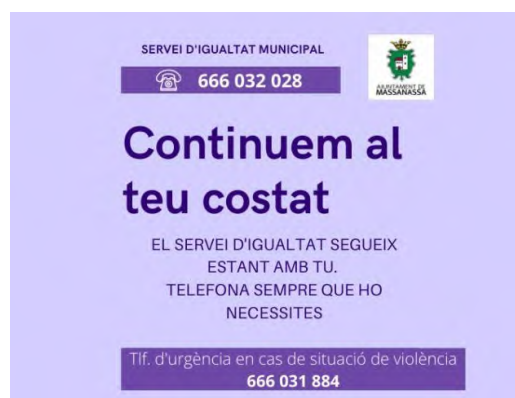 SERVEI D'IGUALTAT MUNICIPAL
666 032 028
AJUNTAMENT DE
MASSANASSA
Continuem al
teu costat
EL SERVEI D'IGUALTAT SEGUEIX
ESTANT AMB TU.
TELEFONA SEMPRE QUE HO
NECESSITES
Tlf. d'urgència en cas de situació de violència
666 031 884